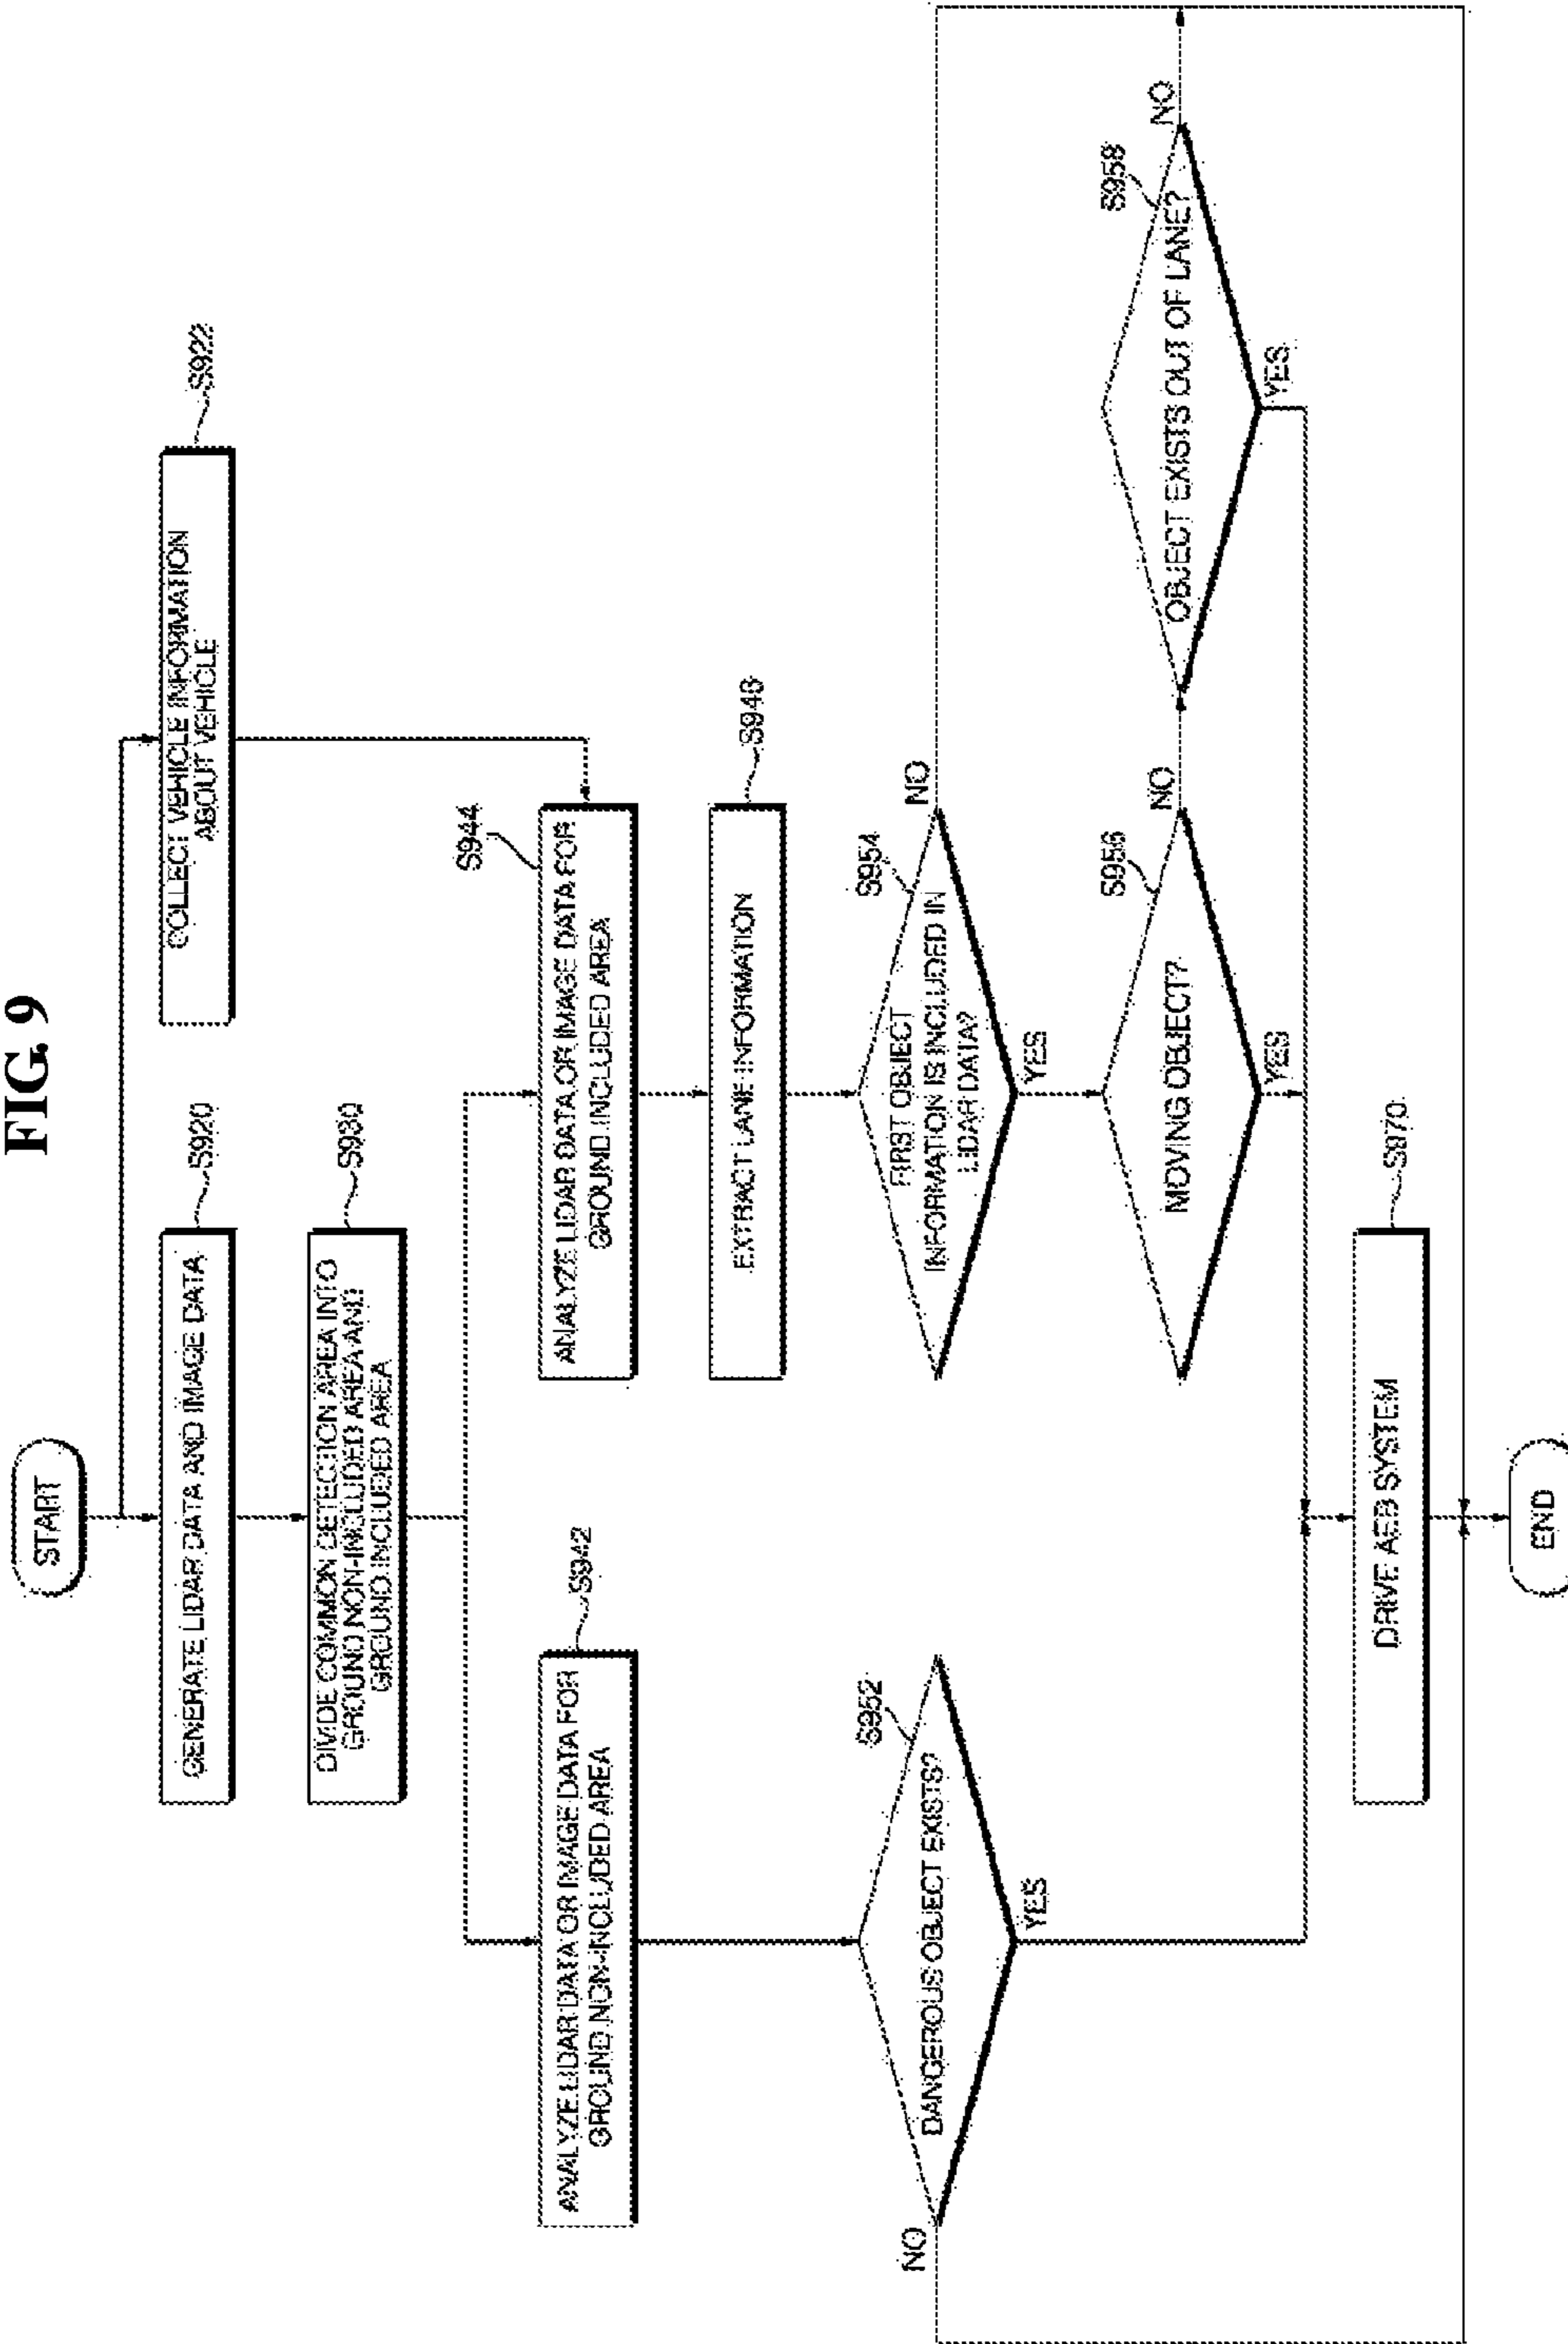 FIG. 9
START
GENERATE LIDAR DATA AND IMAGE DATA
S920
COLLECT VEHICLE INFORMATION
ABOUT VEHICLE
S922
DIVIDE COMMON DETECTION AREA INTO
GROUND NON-INCLUDED AREA AND
GROUND INCLUDED AREA
S930
ANALYZE LIDAR DATA OR IMAGE DATA FOR
GROUND NON-INCLUDED AREA
S942
ANALYZE LIDAR DATA OR IMAGE DATA FOR
GROUND INCLUDED AREA
S944
EXTRACT LANE INFORMATION
S948
DANGEROUS OBJECT EXISTS?
S952
NO
YES
FIRST OBJECT
INFORMATION IS INCLUDED IN
LIDAR DATA?
S954
NO
YES
MOVING OBJECT?
S956
NO
YES
OBJECT EXISTS OUT OF LANE?
S958
NO
YES
DRIVE AEB SYSTEM
S970
END